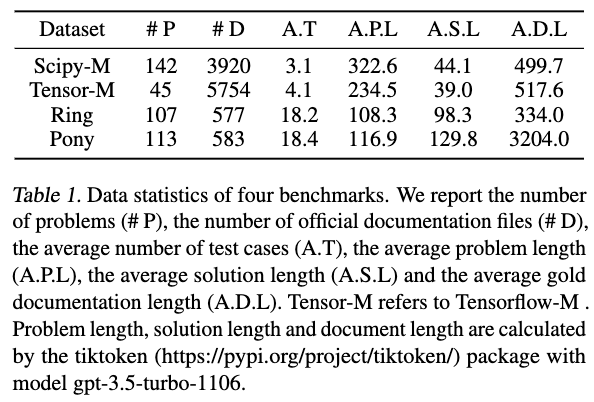 Dataset # P # D A.T A.P.L A.S.L A.D.L
Scipy-M 142 3920 3.1 322.6 44.1 499.7
Tensor-M 45 5754 4.1 234.5 39.0 517.6
Ring 107 577 18.2 108.3 98.3 334.0
Pony 113 583 18.4 116.9 129.8 3204.0
Table 1. Data statistics of four benchmarks. We report the number
of problems (# P), the number of official documentation files (# D),
the average number of test cases (A.T), the average problem length
(A.P.L), the average solution length (A.S.L) and the average gold
documentation length (A.D.L). Tensor-M refers to Tensorflow-M .
Problem length, solution length and document length are calculated
by the tiktoken (https://pypi.org/project/tiktoken/) package with
model gpt-3.5-turbo-1106.